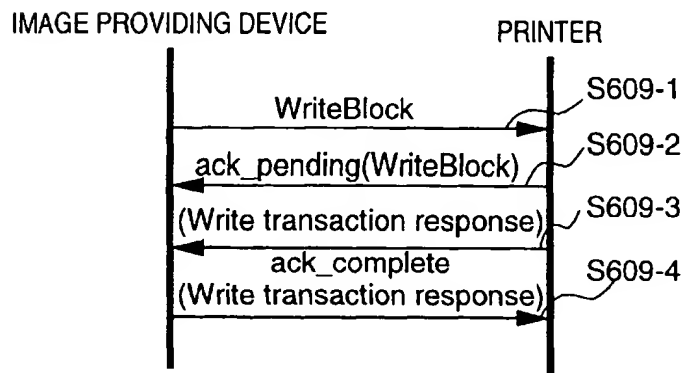 IMAGE PROVIDING DEVICE
PRINTER
S609-1
WriteBlock
S609-2
ack_pending(WriteBlock)
S609-3
(Write transaction response)
ack_complete
S609-4
(Write transaction response)